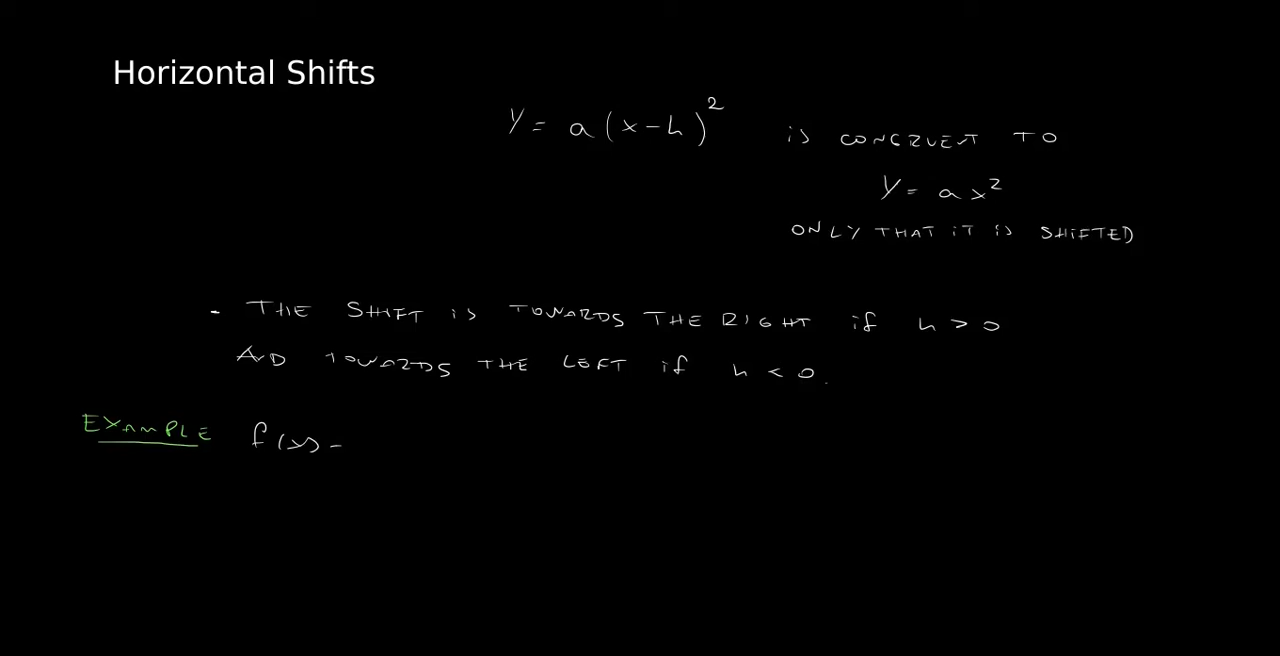 Horizontal Shifts
y = a(x-h)² is CONGRUENT TO
y = ax²
ONLY THAT iT is SHiFTED
- THE SHiFT is TOWARDS THE RiGHT if h > 0
AND TOWARDS THE LEFT if h < 0.
EXAMPLE f(x) -